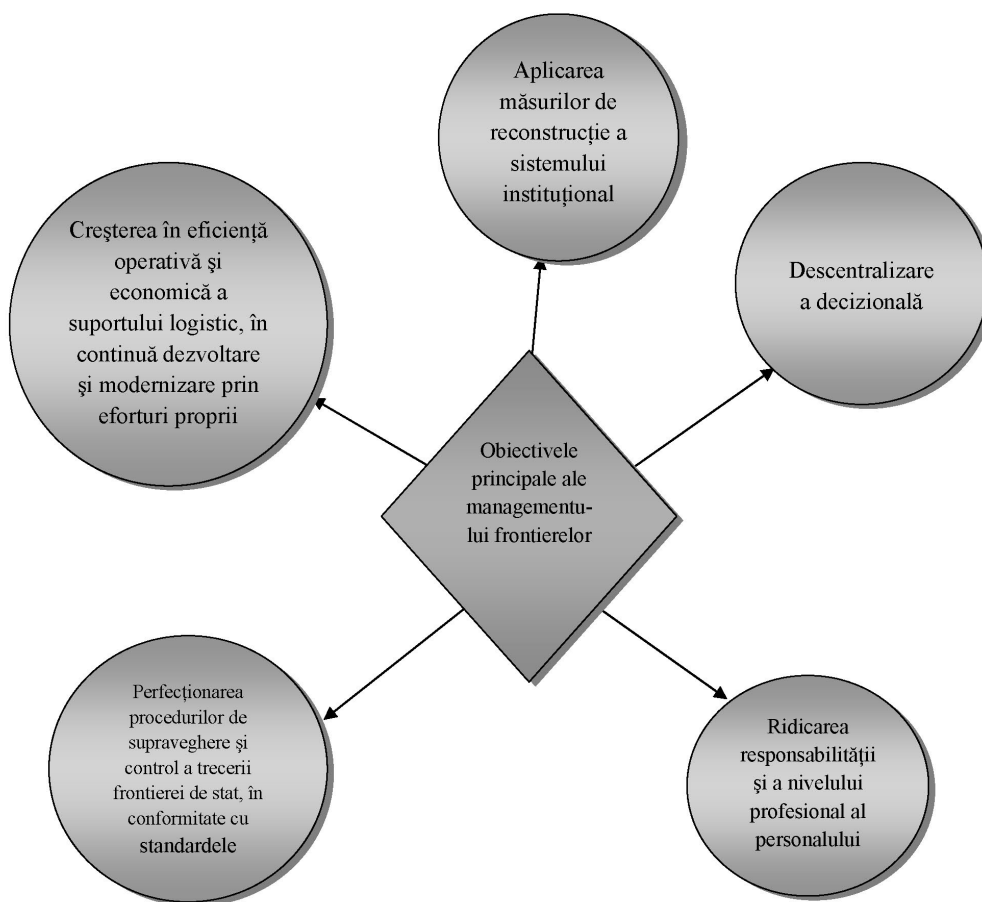 Aplicarea
măsurilor de
reconstrucție a
sistemului
instituțional
Creşterea în eficiență
operativă şi
economică a
suportului logistic, în
continuă dezvoltare
şi modernizare prin
eforturi proprii
Descentralizare
a decizională
Obiectivele
principale ale
managementu-
lui frontierelor
Perfecționarea
procedurilor de
supraveghere şi
control a trecerii
frontierei de stat, în
conformitate cu
standardele
Ridicarea
responsabilității
şi a nivelului
profesional al
personalului